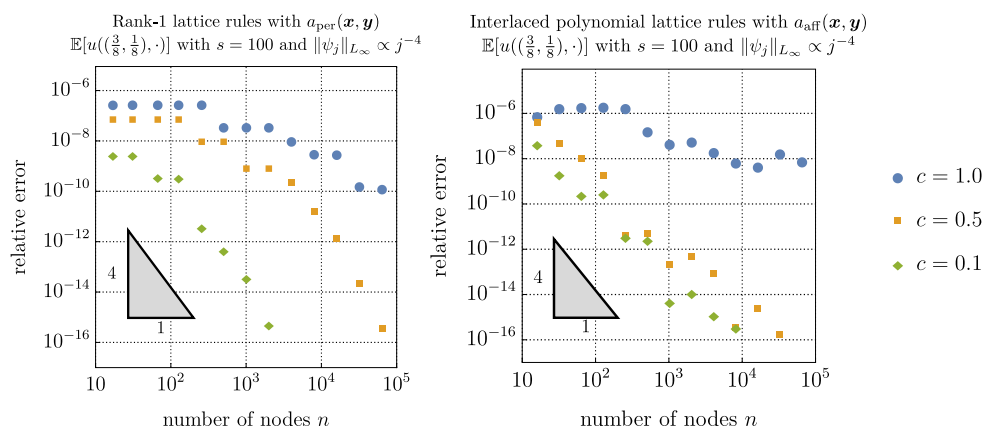 Rank-1 lattice rules with a_per(x, y)
𝔼[u((3/8, 1/8), ·)] with s = 100 and ‖ψ_j‖_{L∞} ∝ j^{-4}
10^{-6}
10^{-8}
10^{-10}
10^{-12}
10^{-14}
10^{-16}
relative error
4
1
10
10^2
10^3
10^4
10^5
number of nodes n
Interlaced polynomial lattice rules with a_aff(x, y)
𝔼[u((3/8, 1/8), ·)] with s = 100 and ‖ψ_j‖_{L∞} ∝ j^{-4}
10^{-6}
10^{-8}
10^{-10}
10^{-12}
10^{-14}
10^{-16}
relative error
4
1
10
10^2
10^3
10^4
10^5
number of nodes n
c = 1.0
c = 0.5
c = 0.1